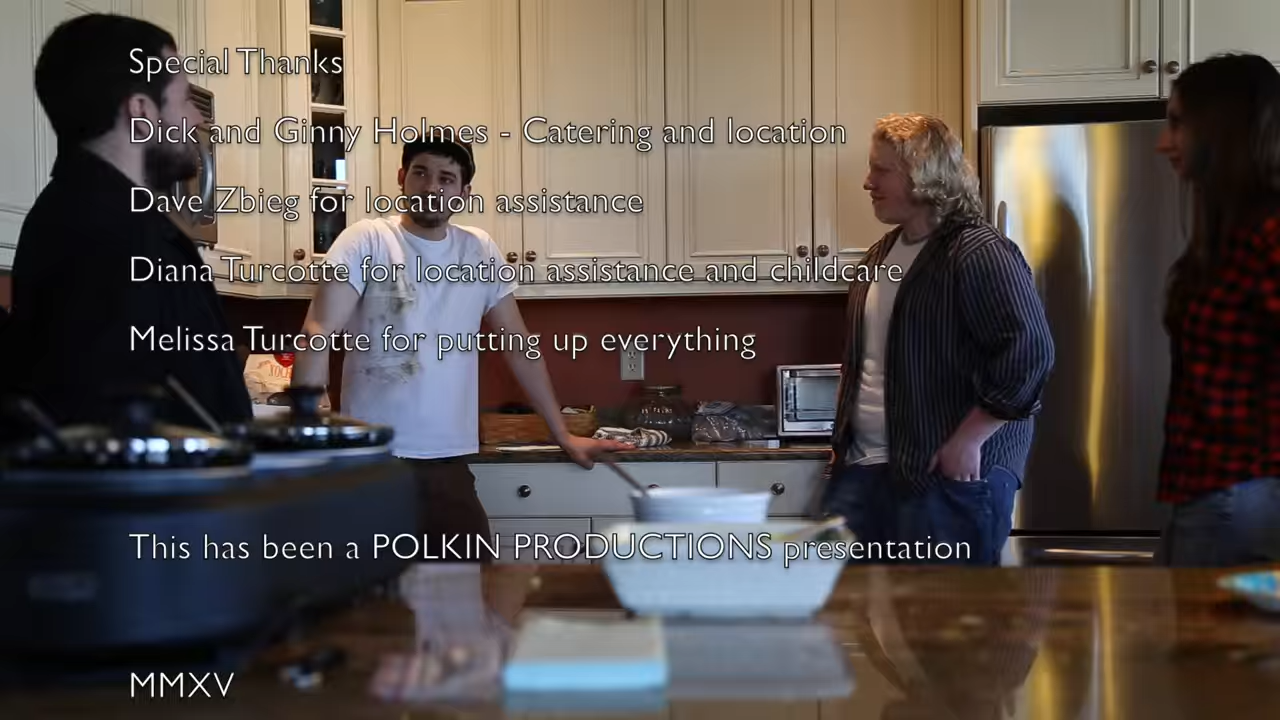 Special Thanks
Dick and Ginny Holmes - Catering and location
Dave Zbieg for location assistance
Diana Turcotte for location assistance and childcare
Melissa Turcotte for putting up everything
This has been a POLKIN PRODUCTIONS presentation
MMXV